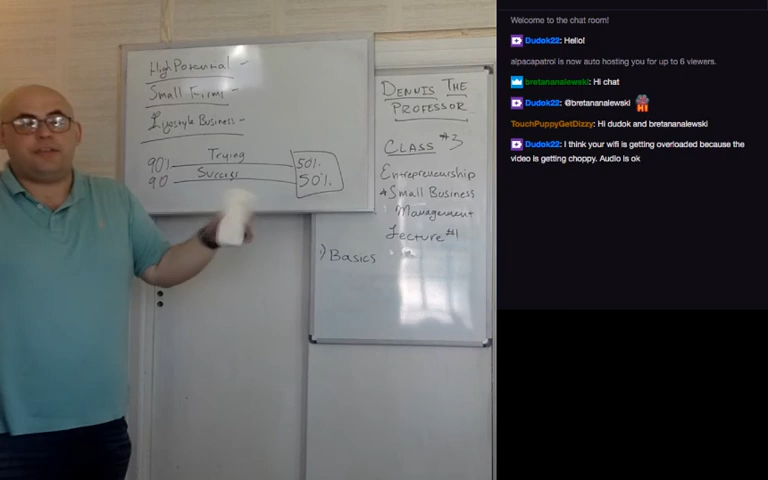 High Potential -
Small Firms -
Lifestyle Business -
90% Trying 50%
90 Success 50%
DENNIS THE
PROFESSOR
CLASS #3
Entrepreneurship
Small Business
Management
Lecture #1
1) Basics
Welcome to the chat room!
Dudok22: Hello!
alpacapatrol is now auto hosting you for up to 6 viewers.
bretananalewski: Hi chat
Dudok22: @bretananalewski HI
TouchPuppyGetDizzy: Hi dudok and bretananalewski
Dudok22: I think your wifi is getting overloaded because the
video is getting choppy. Audio is ok